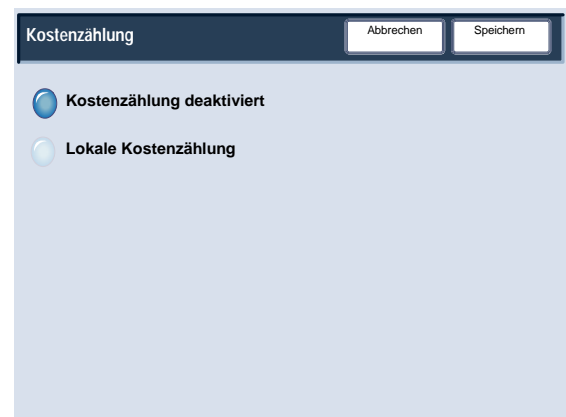 Kostenzählung
Abbrechen
Speichern
Kostenzählung deaktiviert
Lokale Kostenzählung